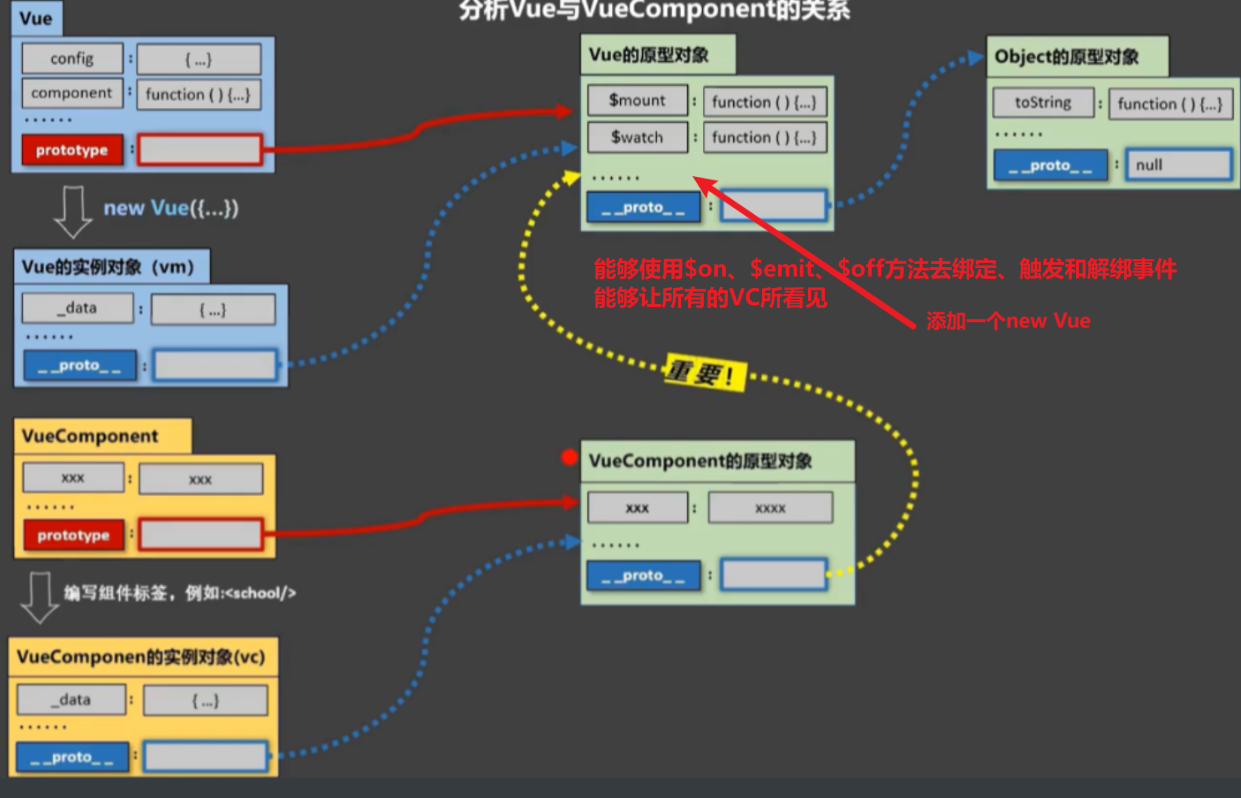 分析Vue与VueComponent的关系
Vue
config : { ...}
component : function ( ) {...}
······
prototype :
new Vue({...})
Vue的实例对象（vm）
_data : { ...}
······
__proto__ :
VueComponent
xxx : xxx
······
prototype :
编写组件标签，例如:<school/>
VueComponen的实例对象(vc)
_data : { ...}
······
__proto__ :
Vue的原型对象
$mount : function ( ) {...}
$watch : function ( ) {...}
······
__proto__ :
能够使用$on、$emit、$off方法去绑定、触发和解绑事件
能够让所有的VC所看见
添加一个new Vue
重要！
VueComponent的原型对象
xxx : xxxx
······
__proto__ :
Object的原型对象
toString : function ( ) {...}
······
__proto__ : null